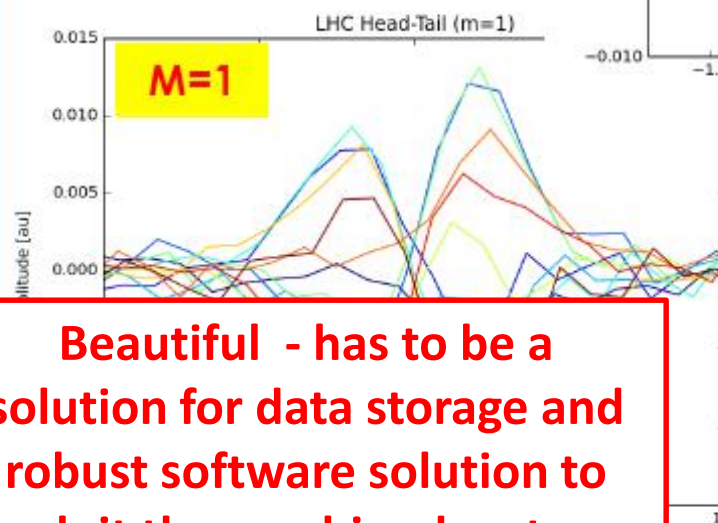 LHC Head-Tail (m=1)
0.015
M=1
−0.010
0.010
0.005
0.000
Beautiful - has to be a
solution for data storage and
robust software solution to